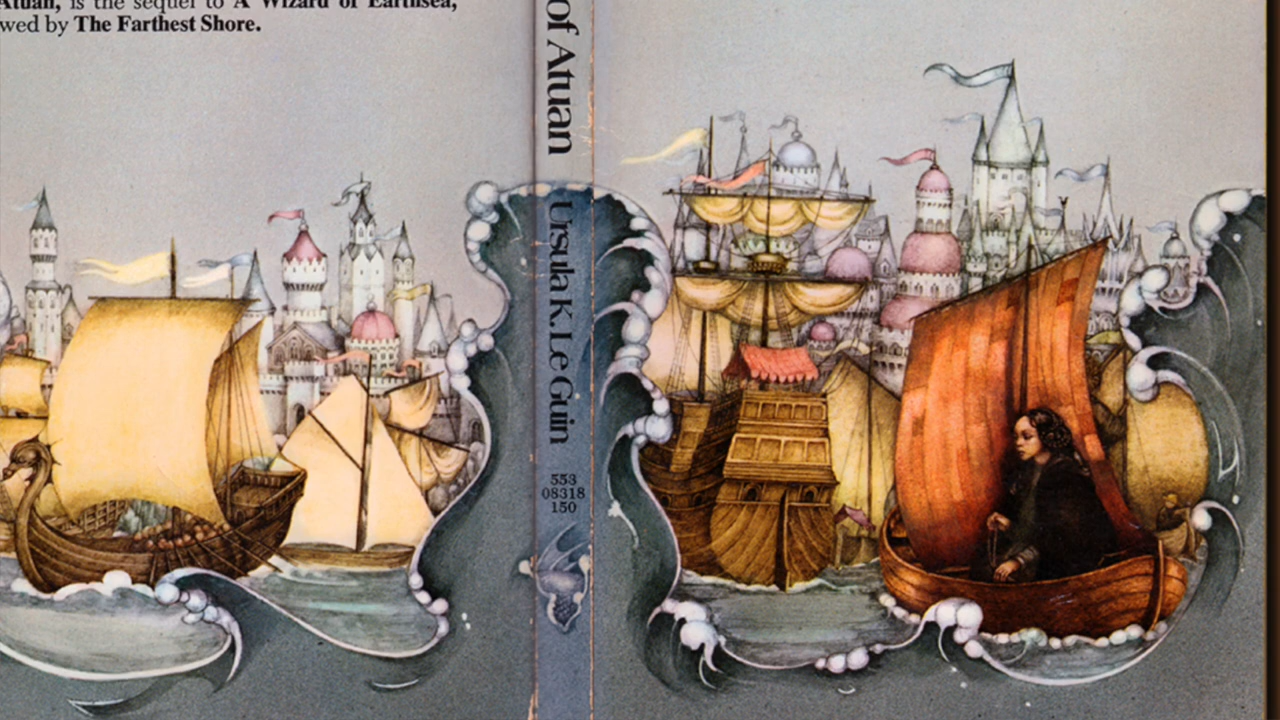 Atuan, is the sequel to A Wizard of Earthsea,
wed by The Farthest Shore.
of Atuan
Ursula K. Le Guin
553
08318
150